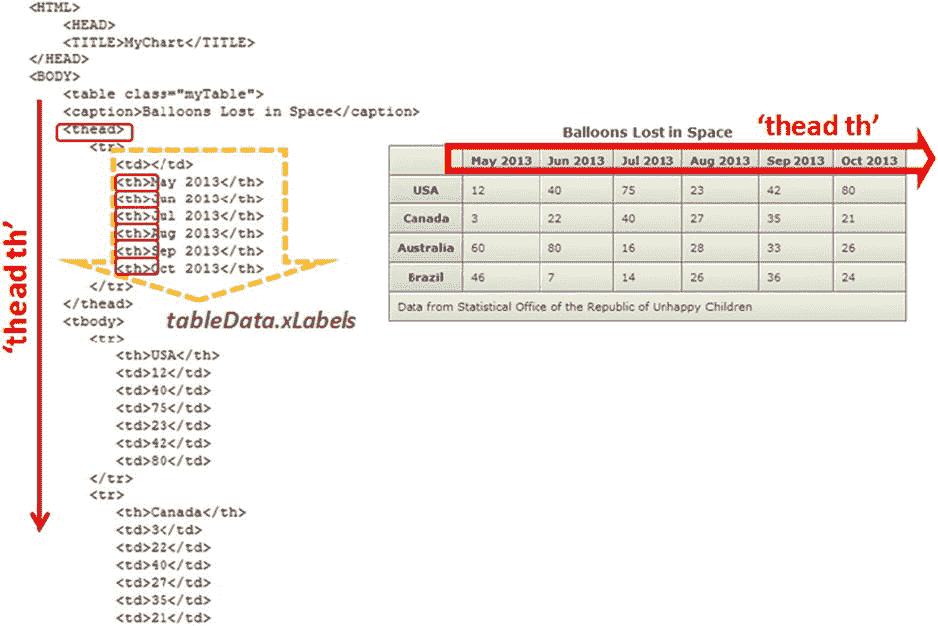 <HTML>
<HEAD>
<TITLE>MyChart</TITLE>
</HEAD>
<BODY>
<table class="myTable">
<caption>Balloons Lost in Space</caption>
<thead>
<tr>
<td></td>
<th>May 2013</th>
<th>Jun 2013</th>
<th>Jul 2013</th>
<th>Aug 2013</th>
<th>Sep 2013</th>
<th>Oct 2013</th>
</tr>
</thead>
<tbody>
<tr>
<th>USA</th>
<td>12</td>
<td>40</td>
<td>75</td>
<td>23</td>
<td>42</td>
<td>80</td>
</tr>
<tr>
<th>Canada</th>
<td>3</td>
<td>22</td>
<td>40</td>
<td>27</td>
<td>35</td>
<td>21</td>
‘thead th’
tableData.xLabels
‘thead th’
Balloons Lost in Space
May 2013 Jun 2013 Jul 2013 Aug 2013 Sep 2013 Oct 2013
USA 12 40 75 23 42 80
Canada 3 22 40 27 35 21
Australia 60 80 16 28 33 26
Brazil 46 7 14 26 36 24
Data from Statistical Office of the Republic of Unhappy Children